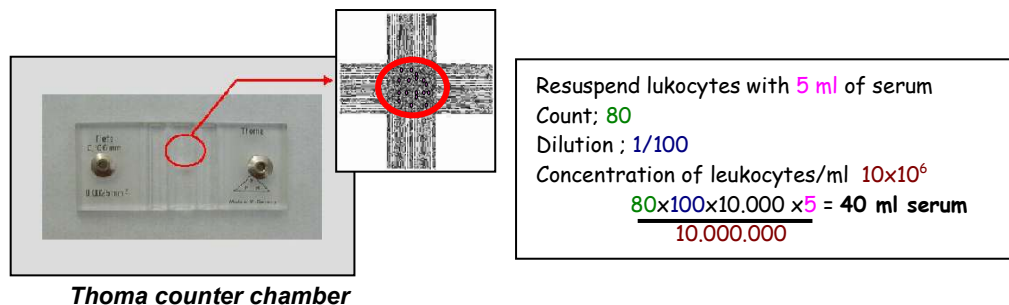 Tiefe
Thoma
Resuspend lukocytes with 5 ml of serum
Count; 80
Dilution ; 1/100
Concentration of leukocytes/ml 10x10⁶
80x100x10.000 x5 = 40 ml serum
10.000.000
Thoma counter chamber